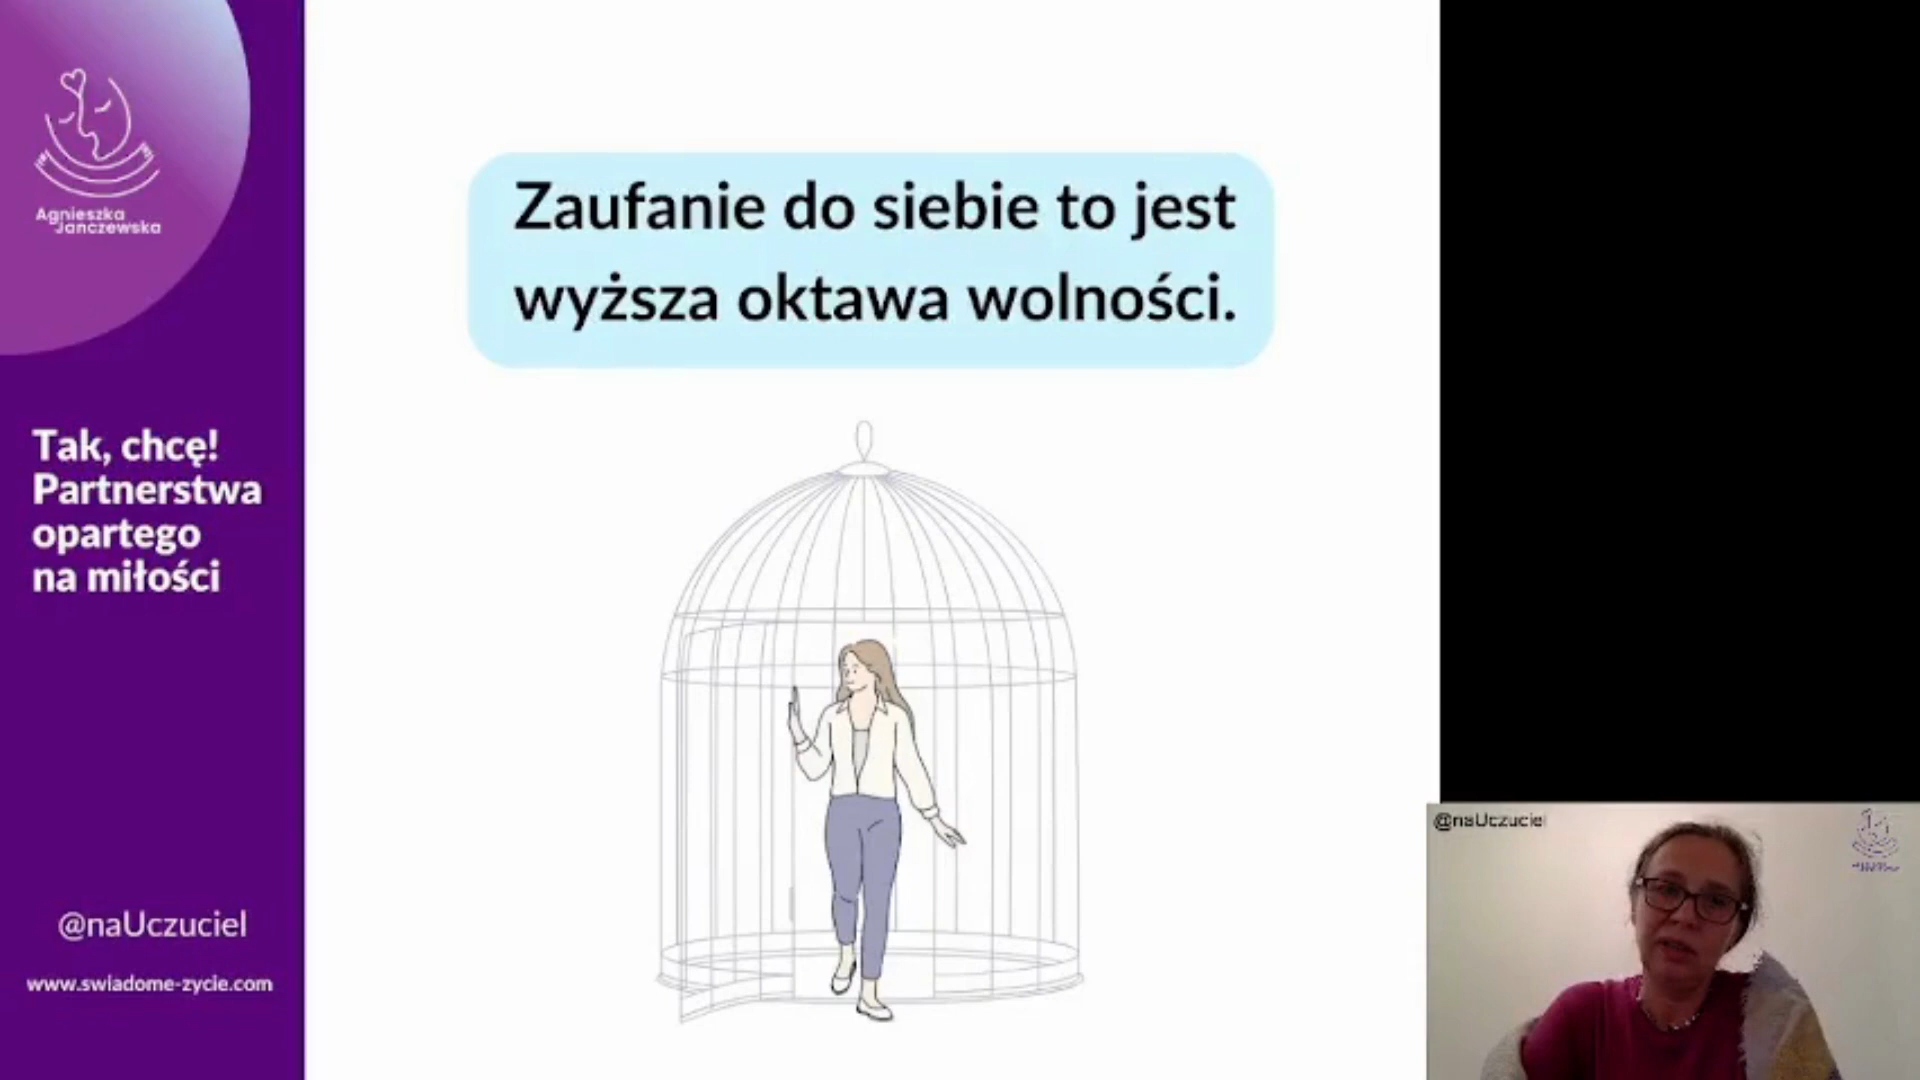 Agnieszka
Janczewska
Tak, chcę!
Partnerstwa
opartego
na miłości
@naUczuciel
www.swiadome-zycie.com
Zaufanie do siebie to jest
wyższa oktawa wolności.
@naUczuciel